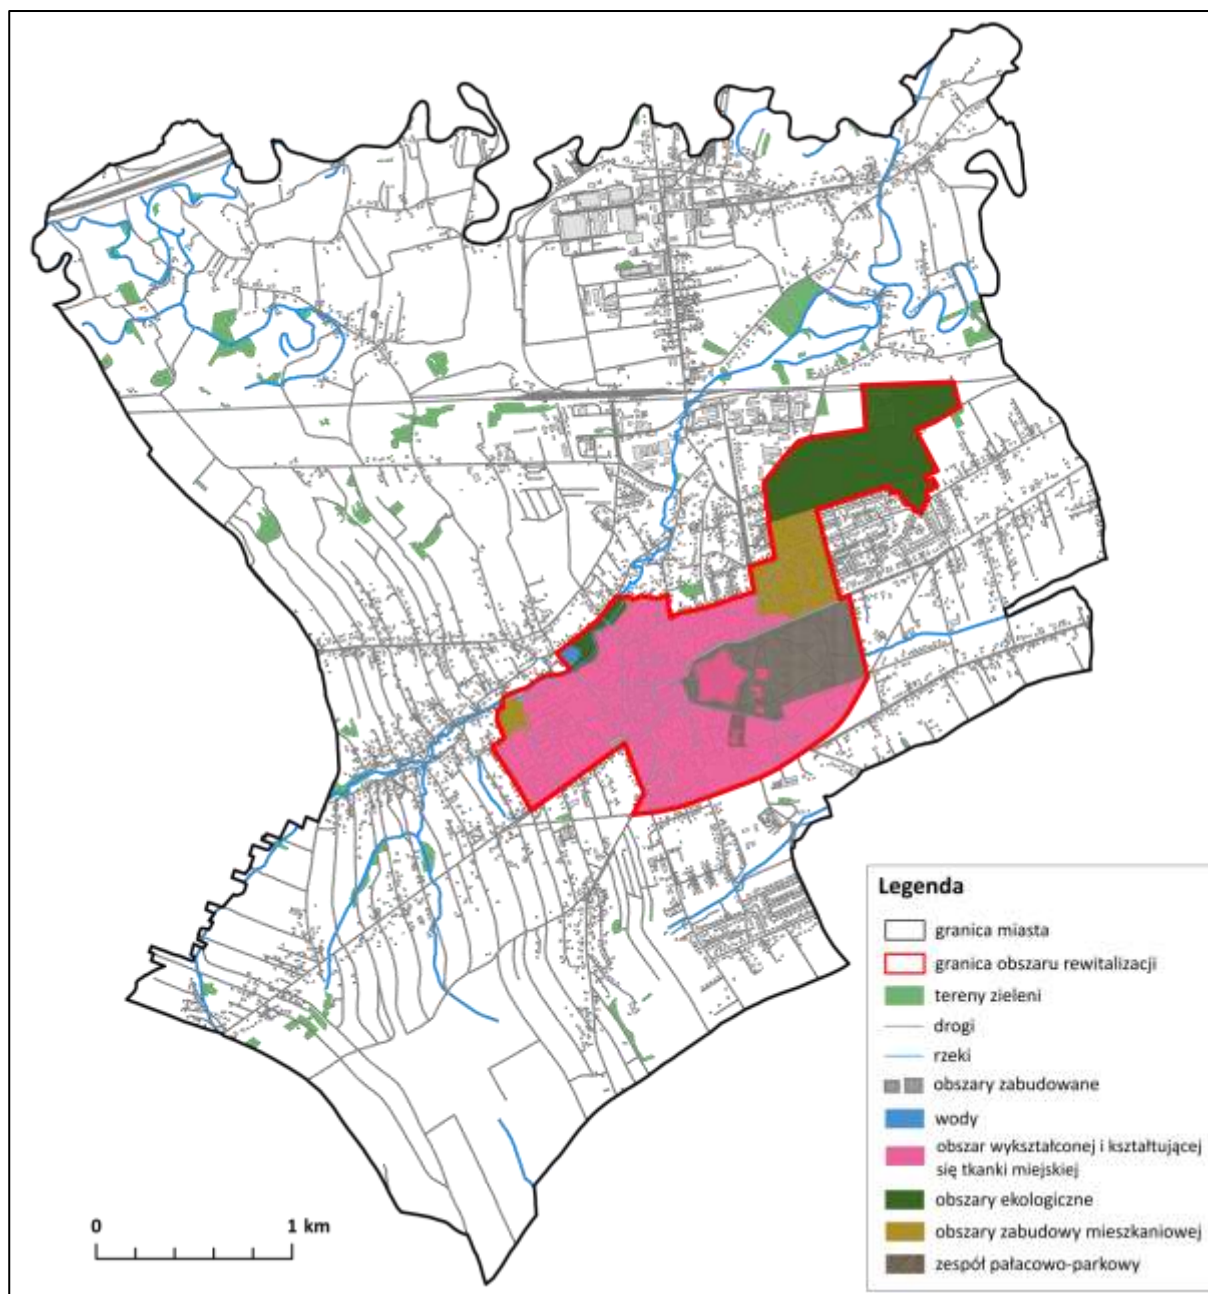 Legenda
granica miasta
granica obszaru rewitalizacji
tereny zieleni
drogi
rzeki
obszary zabudowane
wody
obszar wykształconej i kształtującej
się tkanki miejskiej
obszary ekologiczne
obszary zabudowy mieszkaniowej
zespół pałacowo-parkowy
0 1 km